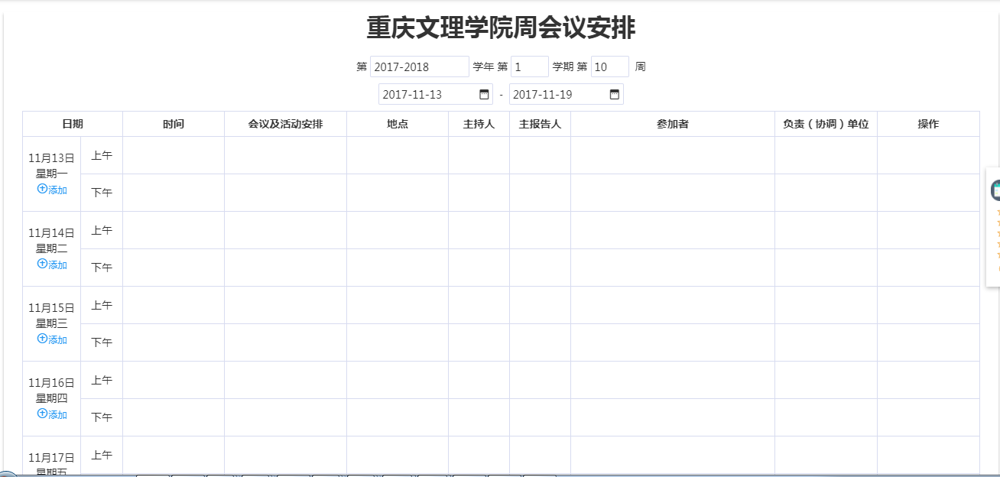 重庆文理学院周会议安排
第 2017-2018 学年 第 1 学期 第 10 周
2017-11-13 - 2017-11-19
日期 时间 会议及活动安排 地点 主持人 主报告人 参加者 负责（协调）单位 操作
11月13日
星期一
添加
上午
下午
11月14日
星期二
添加
上午
下午
11月15日
星期三
添加
上午
下午
11月16日
星期四
添加
上午
下午
11月17日
星期五
上午